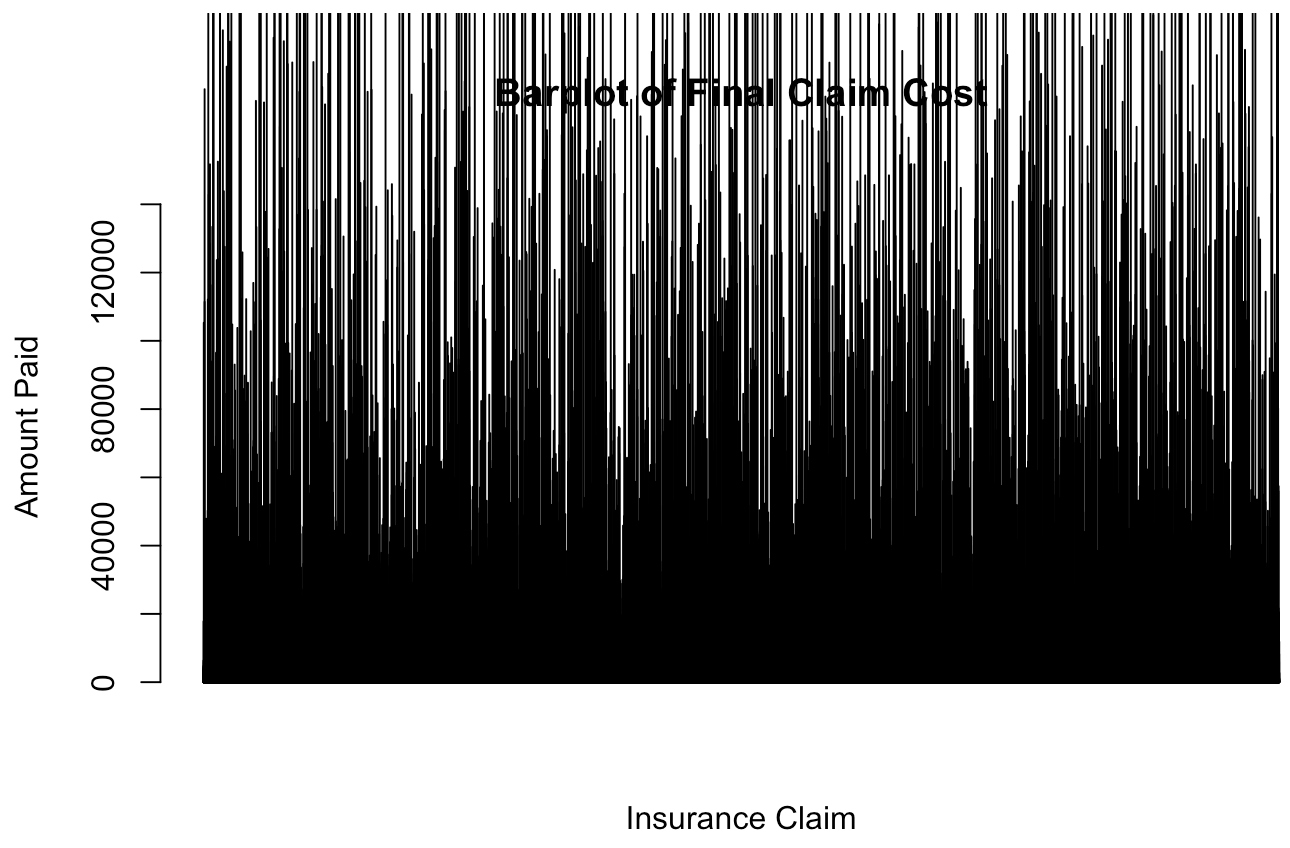 Barplot of Final Claim Cost
Amount Paid
120000
80000
40000
0
Insurance Claim